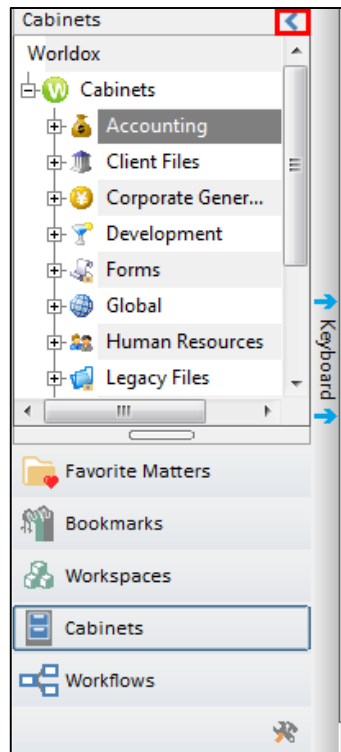 Cabinets
Worldox
Cabinets
Accounting
Client Files
Corporate Gener...
Development
Forms
Global
Human Resources
Legacy Files
Keyboard
Favorite Matters
Bookmarks
Workspaces
Cabinets
Workflows